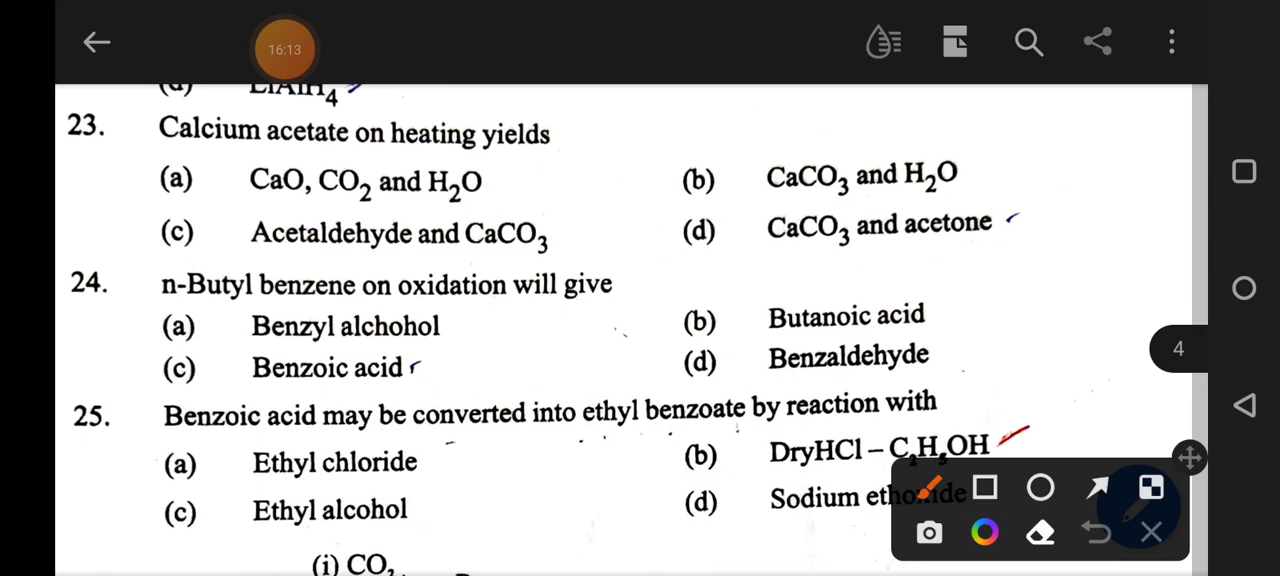 16:13
(d) LiAlH4
23. Calcium acetate on heating yields
(a) CaO, CO2 and H2O (b) CaCO3 and H2O
(c) Acetaldehyde and CaCO3 (d) CaCO3 and acetone
24. n-Butyl benzene on oxidation will give
(a) Benzyl alchohol (b) Butanoic acid
(c) Benzoic acid (d) Benzaldehyde
4
25. Benzoic acid may be converted into ethyl benzoate by reaction with
(a) Ethyl chloride (b) DryHCl – C2H5OH
(c) Ethyl alcohol (d) Sodium ethoxide
(i) CO2